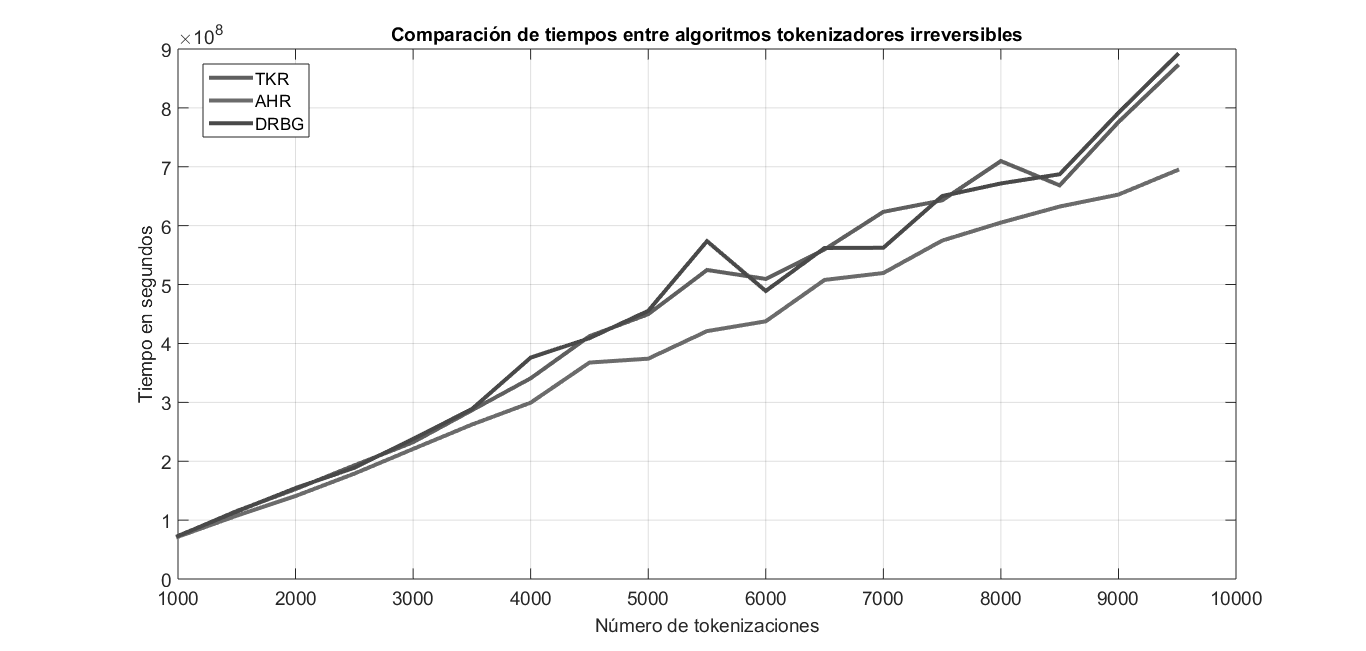 Comparación de tiempos entre algoritmos tokenizadores irreversibles
×10⁸
9
8
7
6
5
4
3
2
1
0
Tiempo en segundos
TKR
AHR
DRBG
1000 2000 3000 4000 5000 6000 7000 8000 9000 10000
Número de tokenizaciones